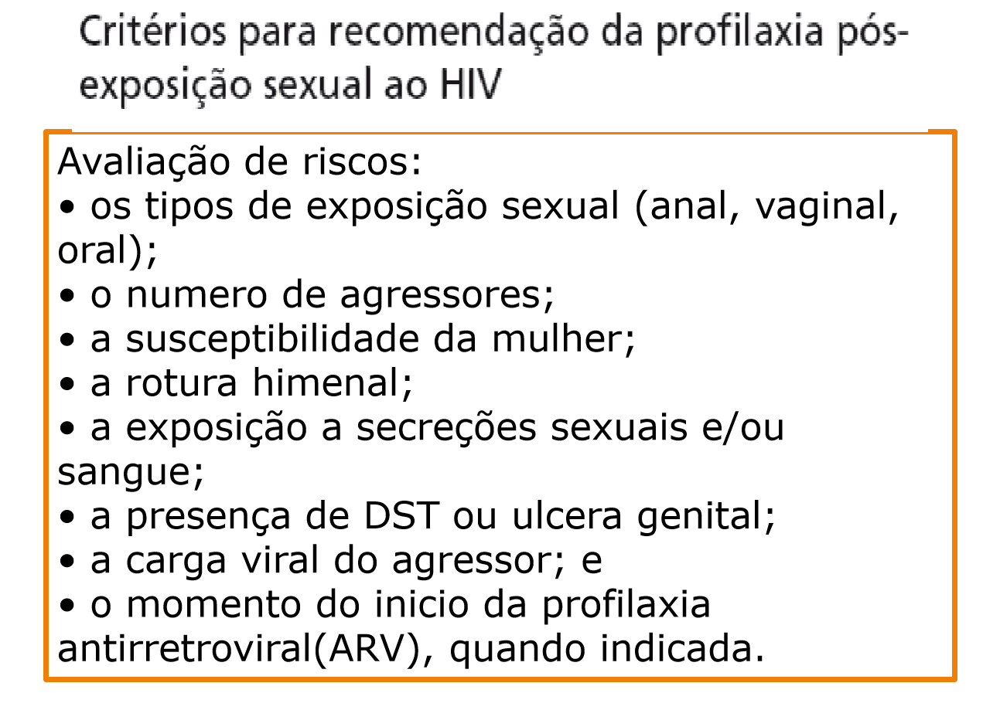 Critérios para recomendação da profilaxia pós-
exposição sexual ao HIV
Avaliação de riscos:
• os tipos de exposição sexual (anal, vaginal,
oral);
• o numero de agressores;
• a susceptibilidade da mulher;
• a rotura himenal;
• a exposição a secreções sexuais e/ou
sangue;
• a presença de DST ou ulcera genital;
• a carga viral do agressor; e
• o momento do inicio da profilaxia
antirretroviral(ARV), quando indicada.